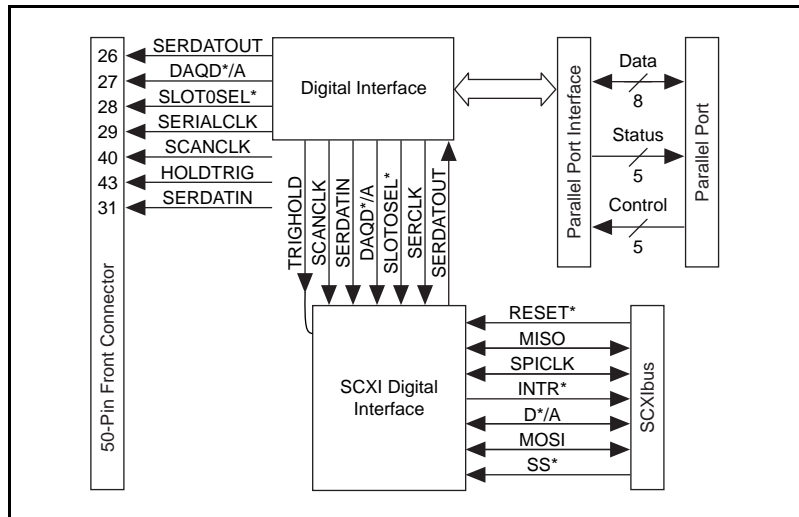 26
SERDATOUT
27
DAQD*/A
28
SLOT0SEL*
29
SERIALCLK
40
SCANCLK
43
HOLDTRIG
31
SERDATIN
50-Pin Front Connector
Digital Interface
TRIGHOLD
SCANCLK
SERDATIN
DAQD*/A
SLOTOSEL*
SERCLK
SERDATOUT
Parallel Port Interface
Data
8
Status
5
Control
5
Parallel Port
SCXI Digital
Interface
RESET*
MISO
SPICLK
INTR*
D*/A
MOSI
SS*
SCXIbus